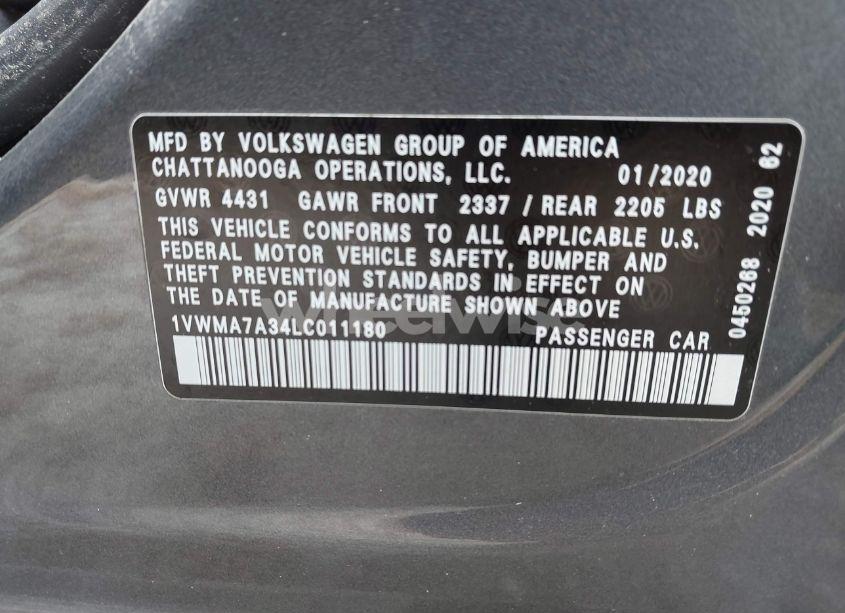 MFD BY VOLKSWAGEN GROUP OF AMERICA
CHATTANOOGA OPERATIONS, LLC. 01/2020
GVWR 4431 GAWR FRONT 2337 / REAR 2205 LBS
THIS VEHICLE CONFORMS TO ALL APPLICABLE U.S.
FEDERAL MOTOR VEHICLE SAFETY, BUMPER AND
THEFT PREVENTION STANDARDS IN EFFECT ON
THE DATE OF MANUFACTURE SHOWN ABOVE
1VWMA7A34LC011180 PASSENGER CAR
0450268 2020 62
wheelwise